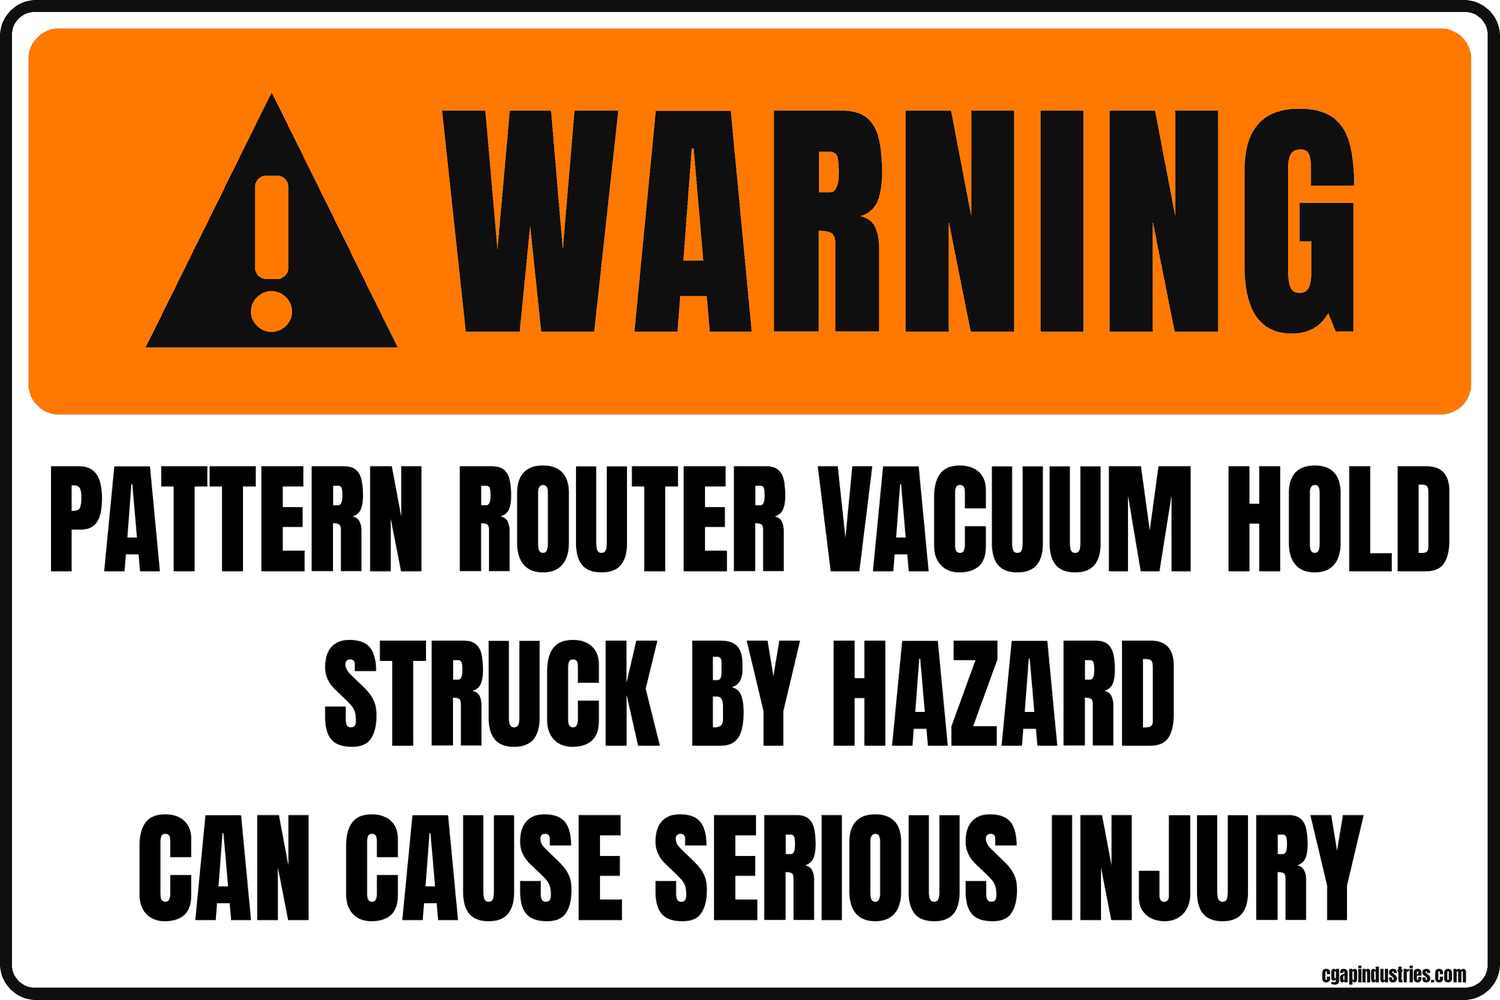 WARNING
PATTERN ROUTER VACUUM HOLD
STRUCK BY HAZARD
CAN CAUSE SERIOUS INJURY
cgapindustries.com